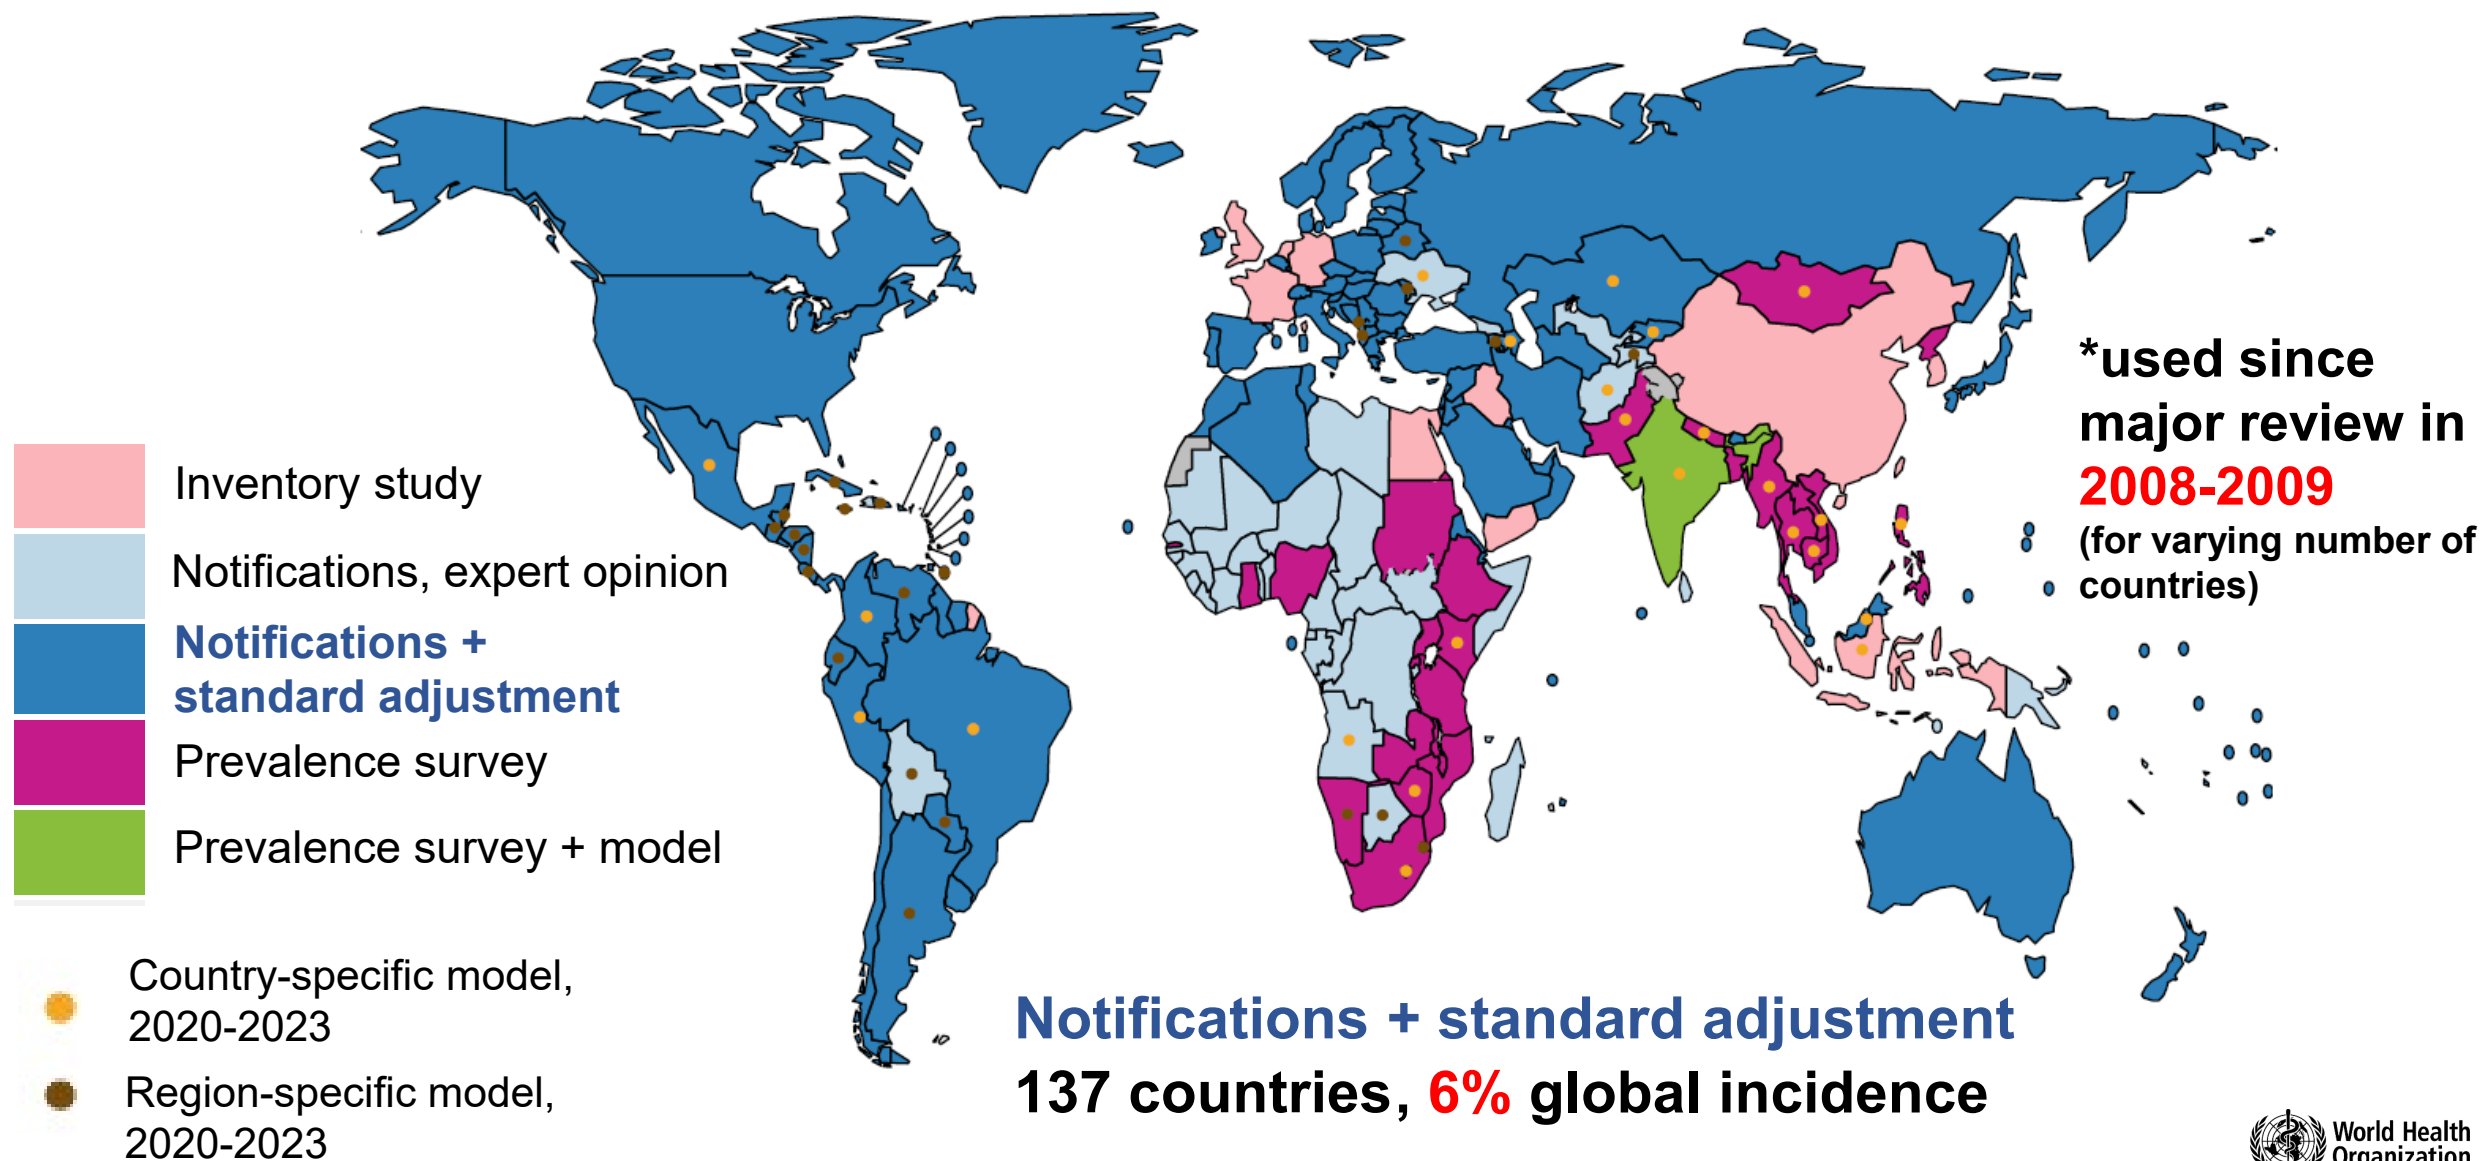 Inventory study
Notifications, expert opinion
Notifications +
standard adjustment
Prevalence survey
Prevalence survey + model
Country-specific model,
2020-2023
Region-specific model,
2020-2023
*used since
major review in
2008-2009
(for varying number of
countries)
Notifications + standard adjustment
137 countries, 6% global incidence
World Health
Organization